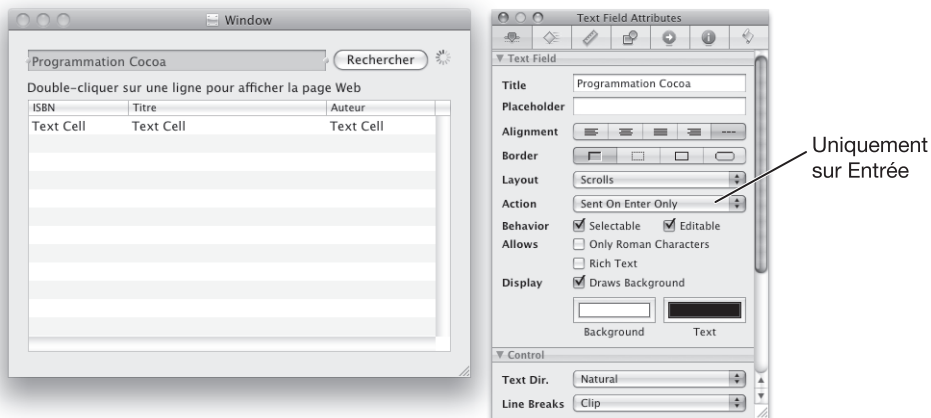 Window
Programmation Cocoa
Rechercher
Double-cliquer sur une ligne pour afficher la page Web
ISBN Titre Auteur
Text Cell Text Cell Text Cell
Text Field Attributes
Text Field
Title Programmation Cocoa
Placeholder
Alignment
Border
Layout Scrolls
Action Sent On Enter Only
Behavior Selectable Editable
Allows Only Roman Characters
Rich Text
Display Draws Background
Background Text
Control
Text Dir. Natural
Line Breaks Clip
Uniquement
sur Entrée